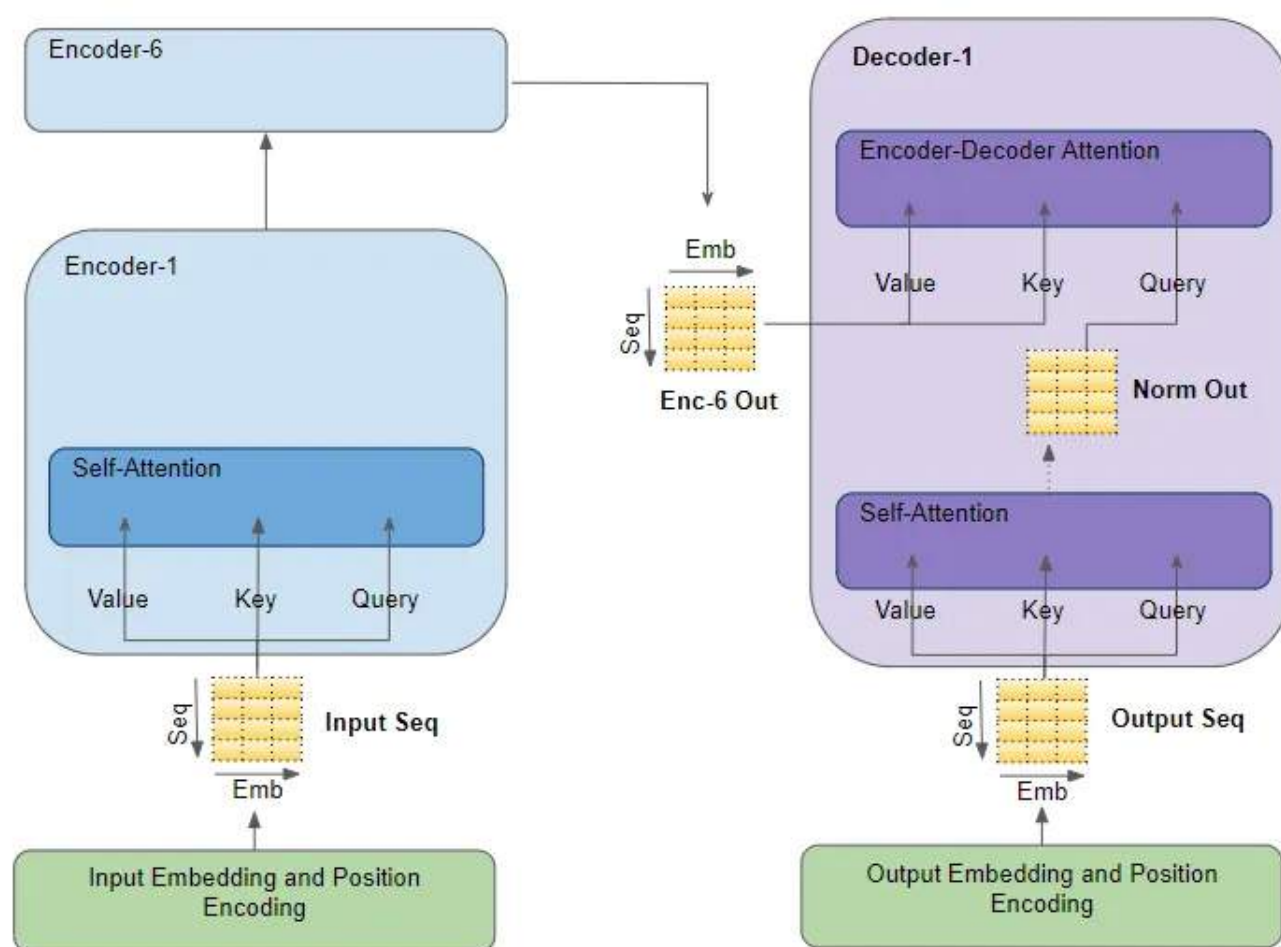 Encoder-6
Encoder-1
Self-Attention
Value Key Query
Seq
Input Seq
Emb
Input Embedding and Position
Encoding
Emb
Seq
Enc-6 Out
Decoder-1
Encoder-Decoder Attention
Value Key Query
Norm Out
Self-Attention
Value Key Query
Seq
Output Seq
Emb
Output Embedding and Position
Encoding